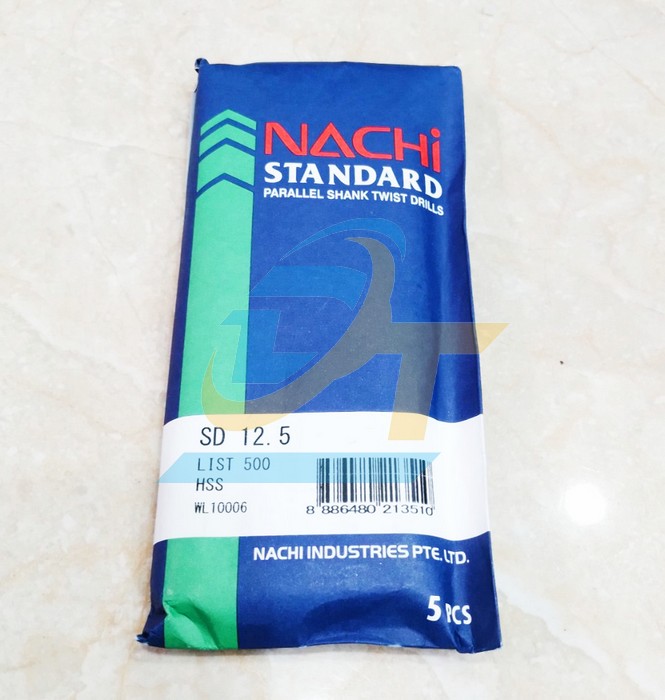 NACHi
STANDARD
PARALLEL SHANK TWIST DRILLS
DT
SD 12.5
LIST 500
HSS
WL10006
8 886480 213510
NACHI INDUSTRIES PTE. LTD.
5 PCS